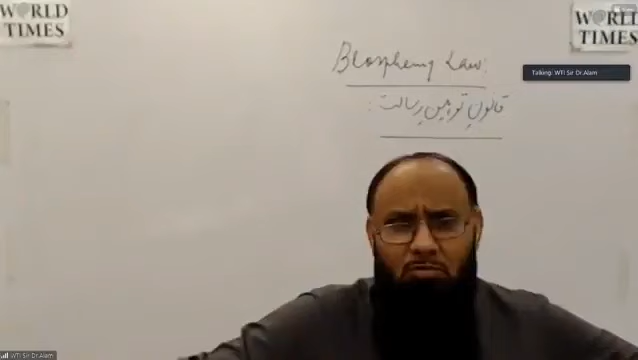 WORLD
TIMES
WORLD
TIMES
Blasphemy Law:
Talking: WTI Sir Dr.Alam
قانونِ توہینِ رسالت :
WTI Sir Dr.Alam